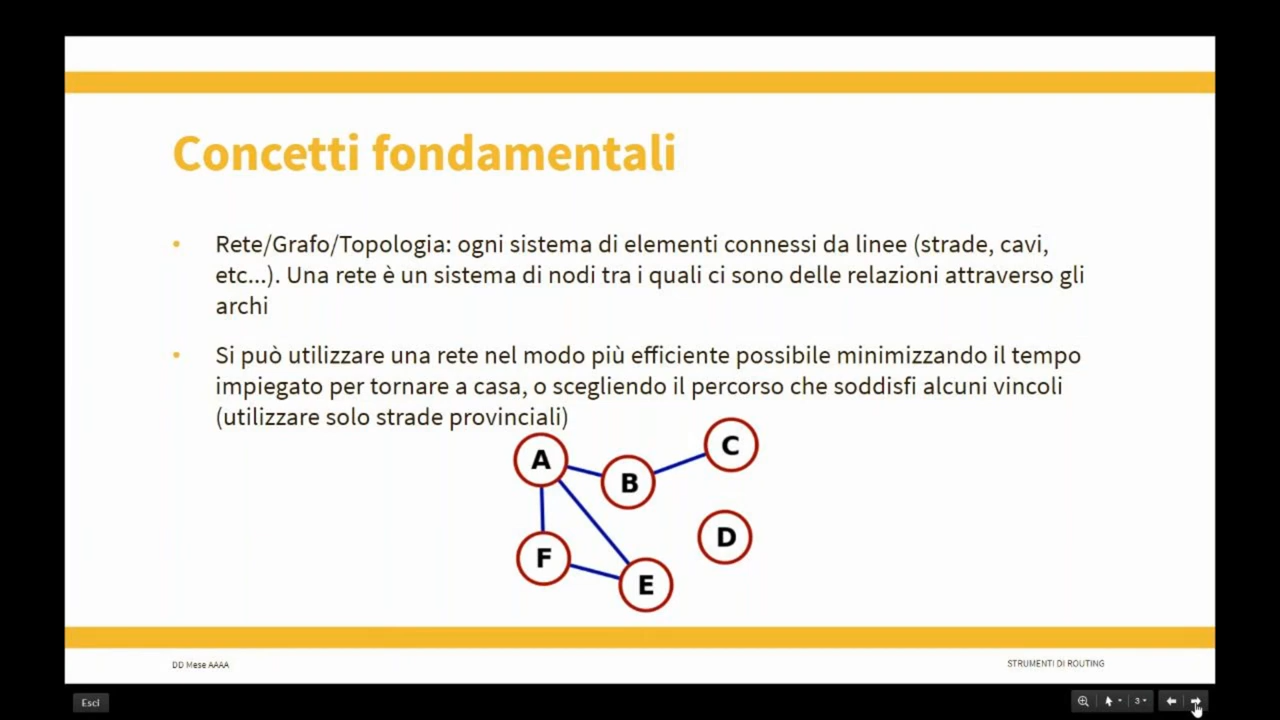 Concetti fondamentali
• Rete/Grafo/Topologia: ogni sistema di elementi connessi da linee (strade, cavi,
etc...). Una rete è un sistema di nodi tra i quali ci sono delle relazioni attraverso gli
archi
• Si può utilizzare una rete nel modo più efficiente possibile minimizzando il tempo
impiegato per tornare a casa, o scegliendo il percorso che soddisfi alcuni vincoli
(utilizzare solo strade provinciali)
A
B
C
D
F
E
DD Mese AAAA
STRUMENTI DI ROUTING
Esci
3